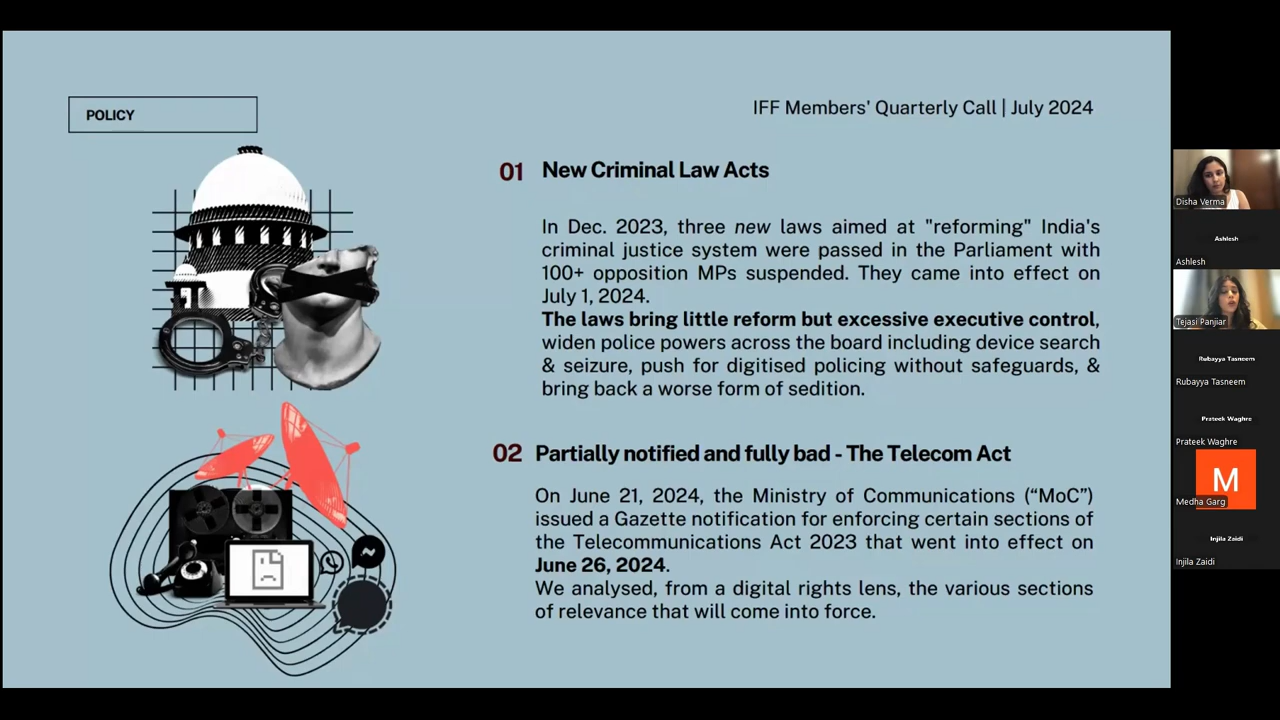 POLICY
IFF Members' Quarterly Call | July 2024
01 New Criminal Law Acts
In Dec. 2023, three new laws aimed at "reforming" India's
criminal justice system were passed in the Parliament with
100+ opposition MPs suspended. They came into effect on
July 1, 2024.
The laws bring little reform but excessive executive control,
widen police powers across the board including device search
& seizure, push for digitised policing without safeguards, &
bring back a worse form of sedition.
02 Partially notified and fully bad - The Telecom Act
On June 21, 2024, the Ministry of Communications (“MoC”)
issued a Gazette notification for enforcing certain sections of
the Telecommunications Act 2023 that went into effect on
June 26, 2024.
We analysed, from a digital rights lens, the various sections
of relevance that will come into force.
Disha Verma
Ashlesh
Ashlesh
Tejasi Panjiar
Rubayya Tasneem
Rubayya Tasneem
Prateek Waghre
Prateek Waghre
M
Medha Garg
Injila Zaidi
Injila Zaidi